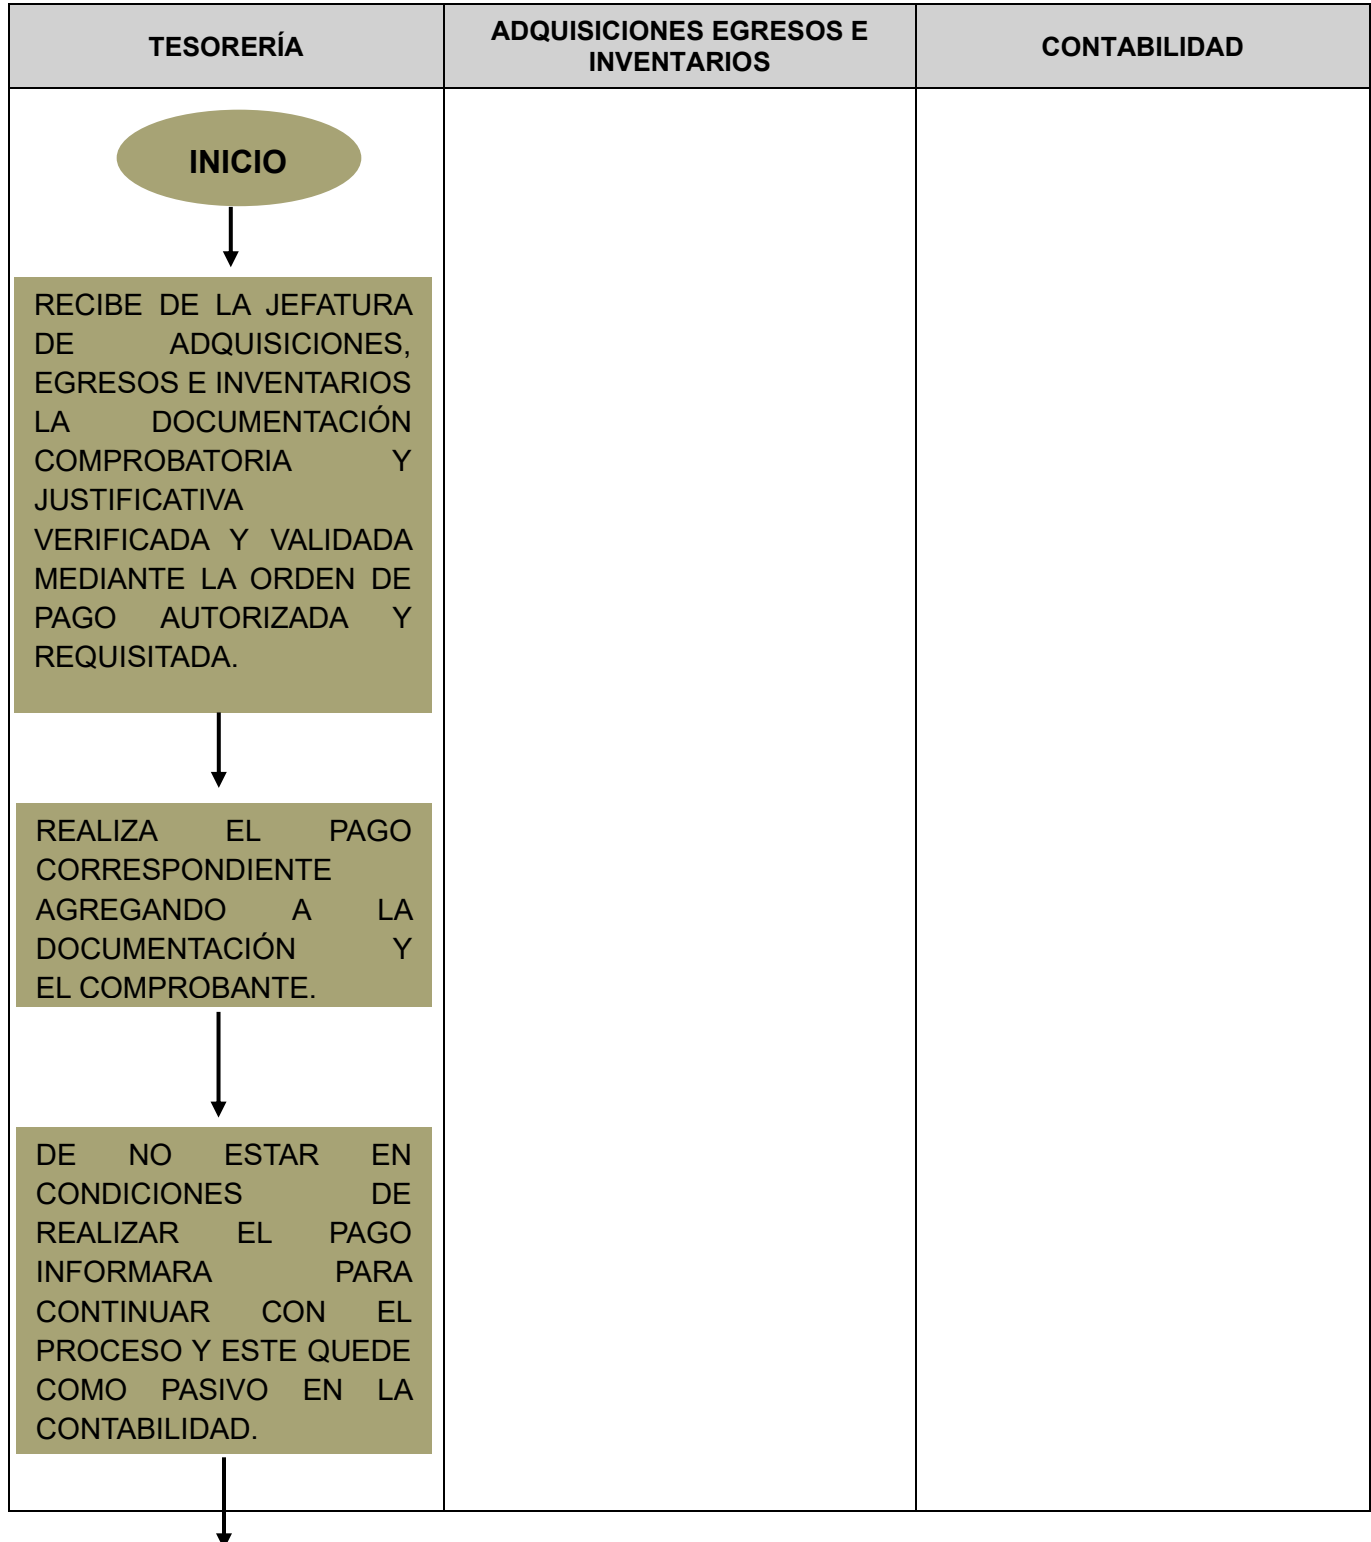 TESORERÍA
ADQUISICIONES EGRESOS E
INVENTARIOS
CONTABILIDAD
INICIO
RECIBE DE LA JEFATURA
DE ADQUISICIONES,
EGRESOS E INVENTARIOS
LA DOCUMENTACIÓN
COMPROBATORIA Y
JUSTIFICATIVA
VERIFICADA Y VALIDADA
MEDIANTE LA ORDEN DE
PAGO AUTORIZADA Y
REQUISITADA.
REALIZA EL PAGO
CORRESPONDIENTE
AGREGANDO A LA
DOCUMENTACIÓN Y
EL COMPROBANTE.
DE NO ESTAR EN
CONDICIONES DE
REALIZAR EL PAGO
INFORMARA PARA
CONTINUAR CON EL
PROCESO Y ESTE QUEDE
COMO PASIVO EN LA
CONTABILIDAD.